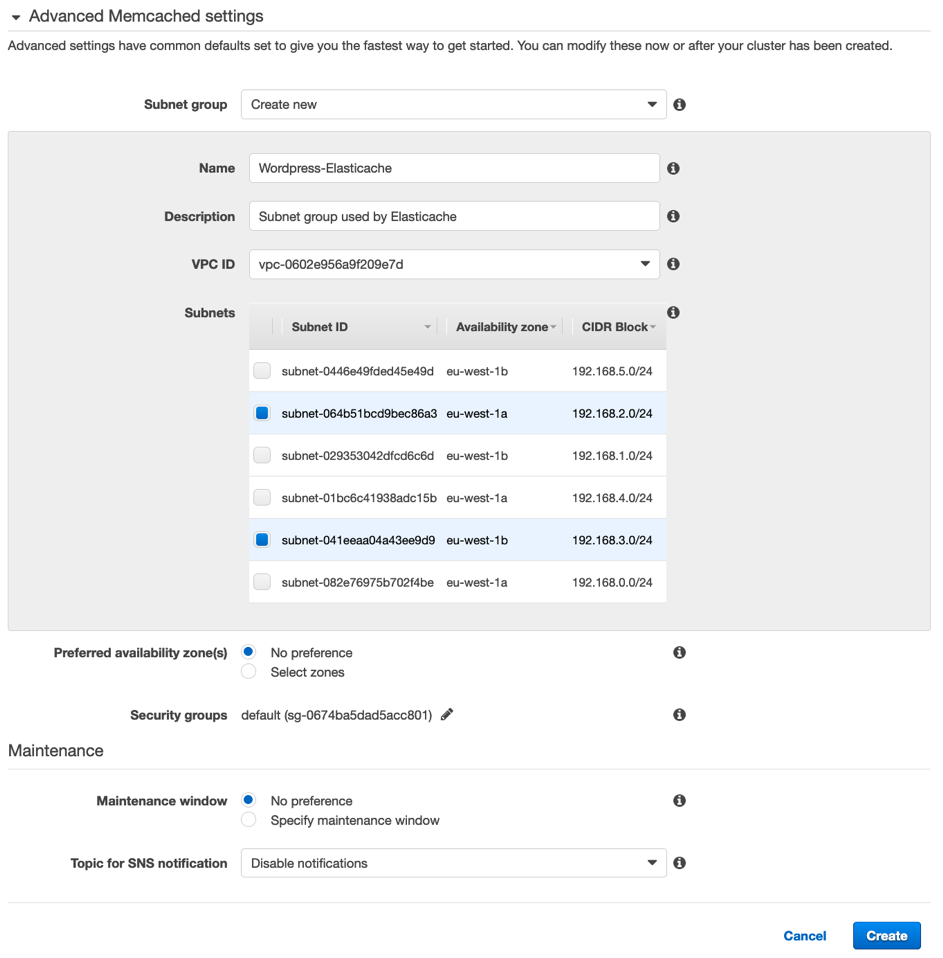 Advanced Memcached settings
Advanced settings have common defaults set to give you the fastest way to get started. You can modify these now or after your cluster has been created.
Subnet group Create new
Name Wordpress-Elasticache
Description Subnet group used by Elasticache
VPC ID vpc-0602e956a9f209e7d
Subnets
Subnet ID Availability zone CIDR Block
subnet-0446e49fded45e49d eu-west-1b 192.168.5.0/24
subnet-064b51bcd9bec86a3 eu-west-1a 192.168.2.0/24
subnet-029353042dfcd6c6d eu-west-1b 192.168.1.0/24
subnet-01bc6c41938adc15b eu-west-1a 192.168.4.0/24
subnet-041eeaa04a43ee9d9 eu-west-1b 192.168.3.0/24
subnet-082e76975b702f4be eu-west-1a 192.168.0.0/24
Preferred availability zone(s) No preference
Select zones
Security groups default (sg-0674ba5dad5acc801)
Maintenance
Maintenance window No preference
Specify maintenance window
Topic for SNS notification Disable notifications
Cancel Create